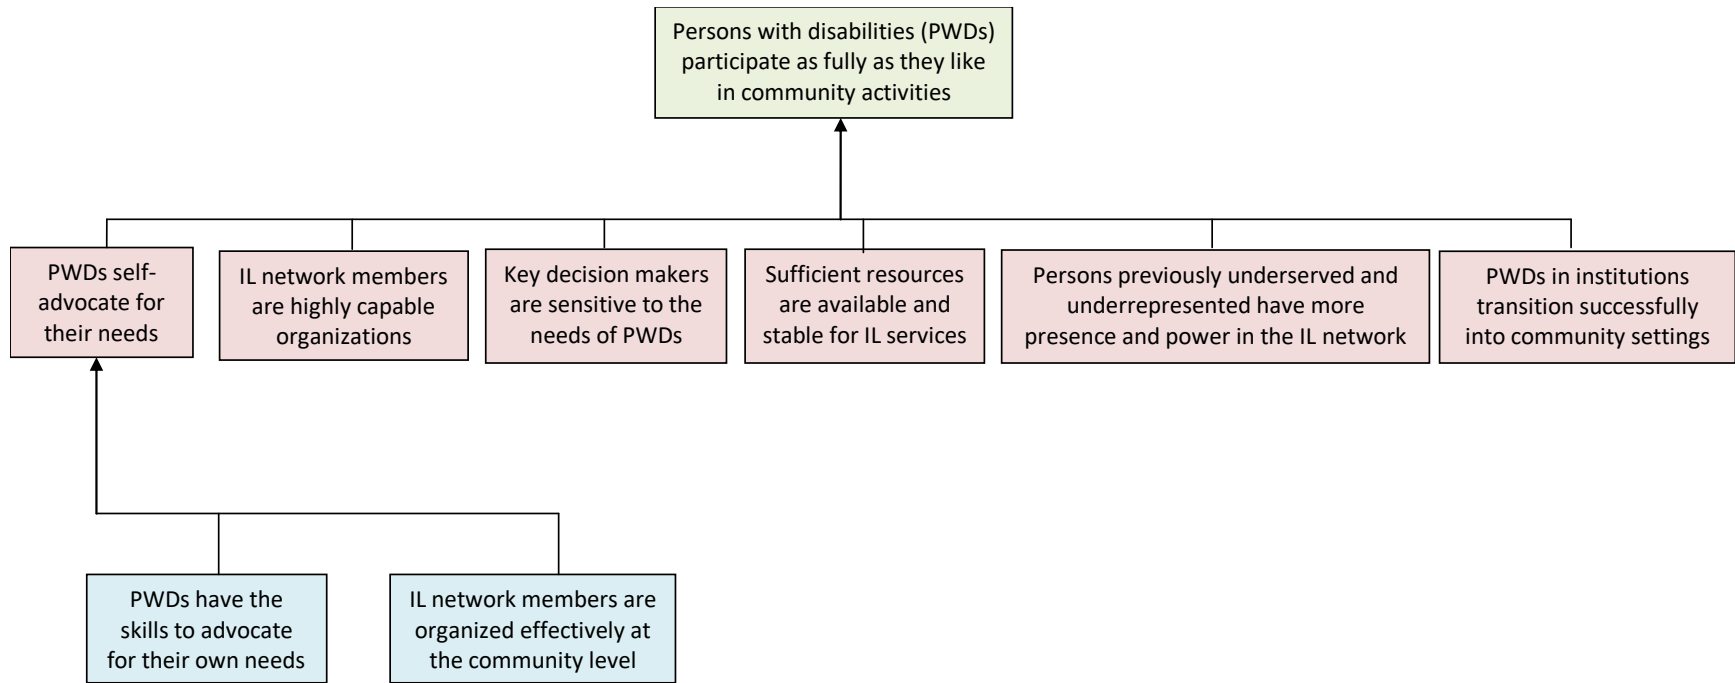 Persons with disabilities (PWDs)
participate as fully as they like
in community activities
PWDs self-
advocate for
their needs
IL network members
are highly capable
organizations
Key decision makers
are sensitive to the
needs of PWDs
Sufficient resources
are available and
stable for IL services
Persons previously underserved and
underrepresented have more
presence and power in the IL network
PWDs in institutions
transition successfully
into community settings
PWDs have the
skills to advocate
for their own needs
IL network members are
organized effectively at
the community level